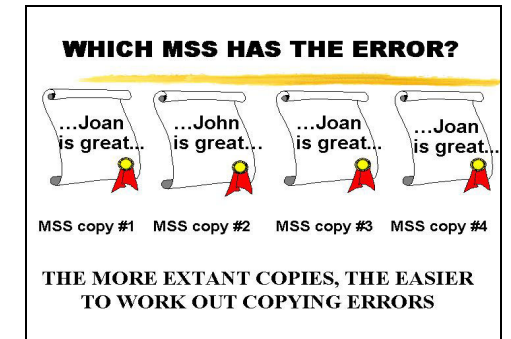 WHICH MSS HAS THE ERROR?
...Joan
is great...
...John
is great...
...Joan
is great...
...Joan
is great...
MSS copy #1 MSS copy #2 MSS copy #3 MSS copy #4
THE MORE EXTANT COPIES, THE EASIER
TO WORK OUT COPYING ERRORS